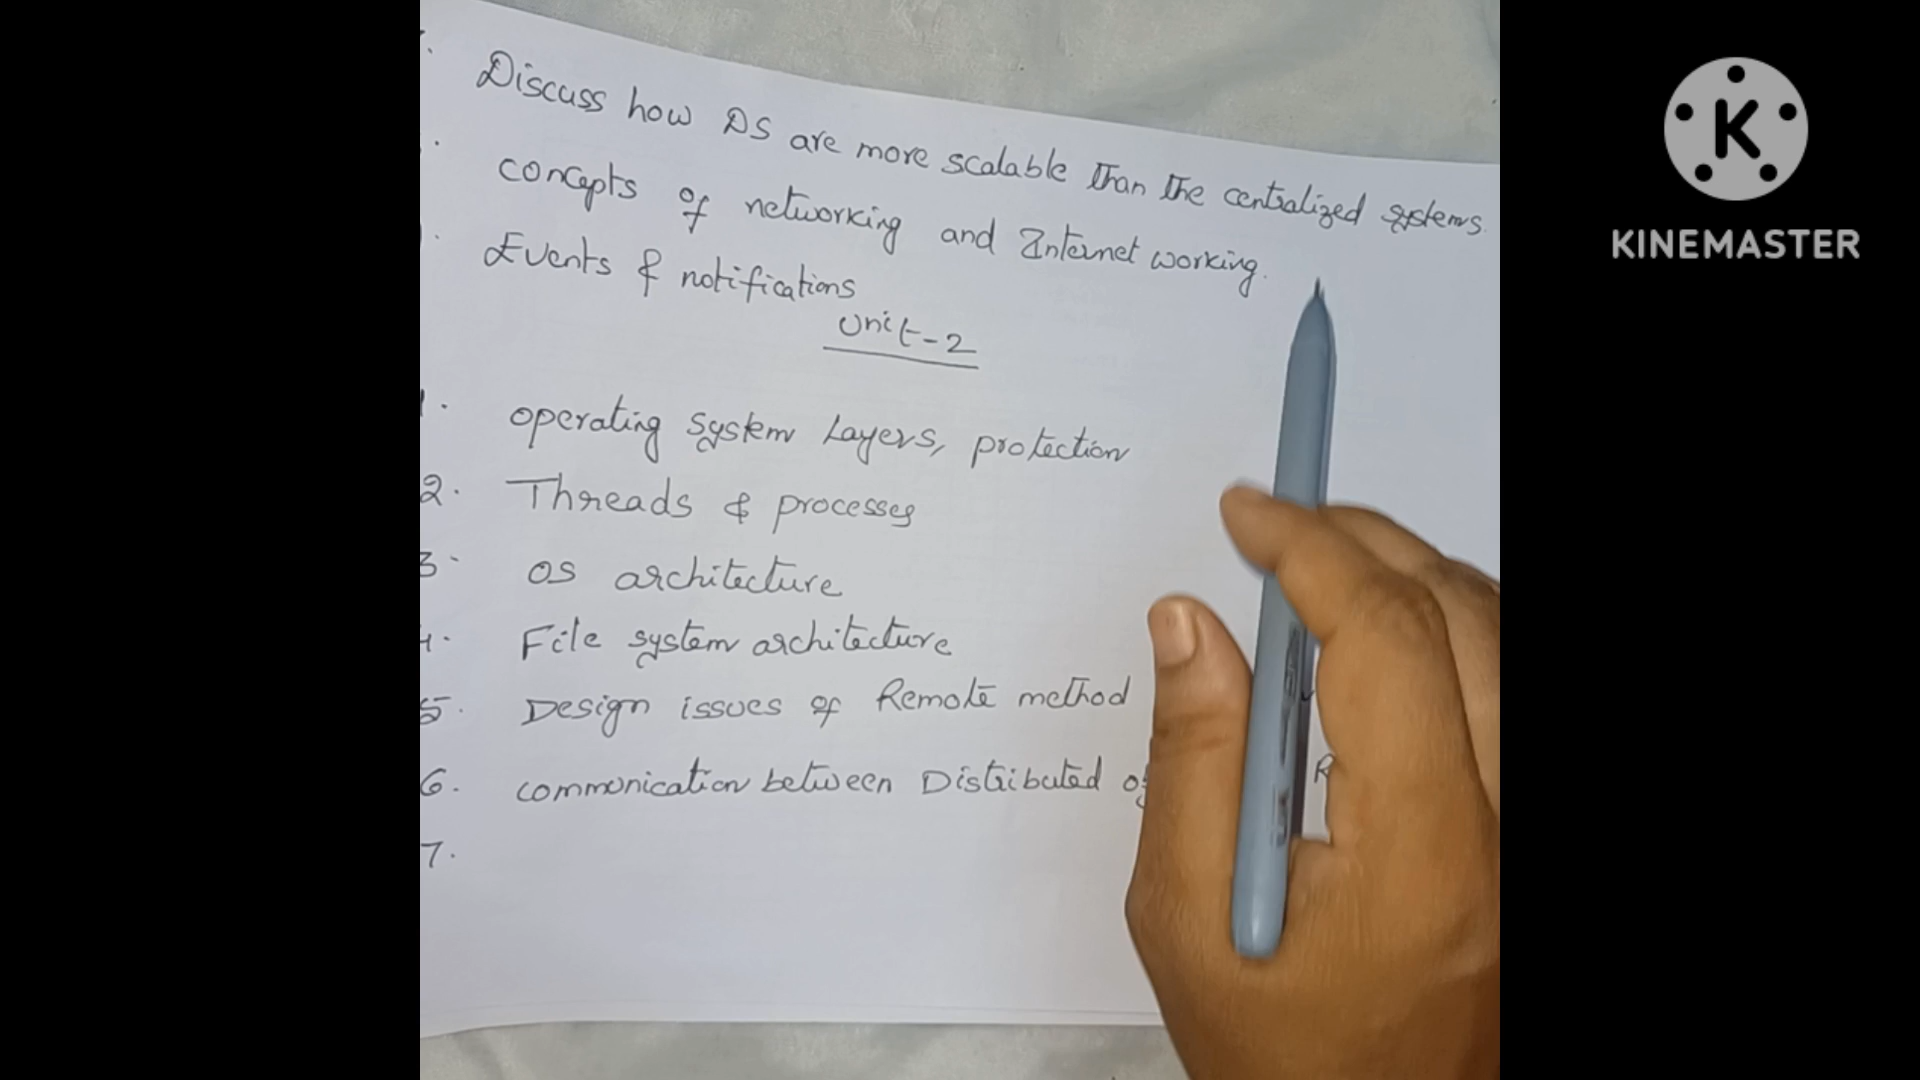 Discuss how DS are more scalable than the centralized systems.
concepts of networking and Internet working.
Events & notifications
Unit-2
operating system Layers, protection
2. Threads & processes
3. OS architecture
File system architecture
5. Design issues of Remote method
6. communication between Distributed
7.
K
KINEMASTER